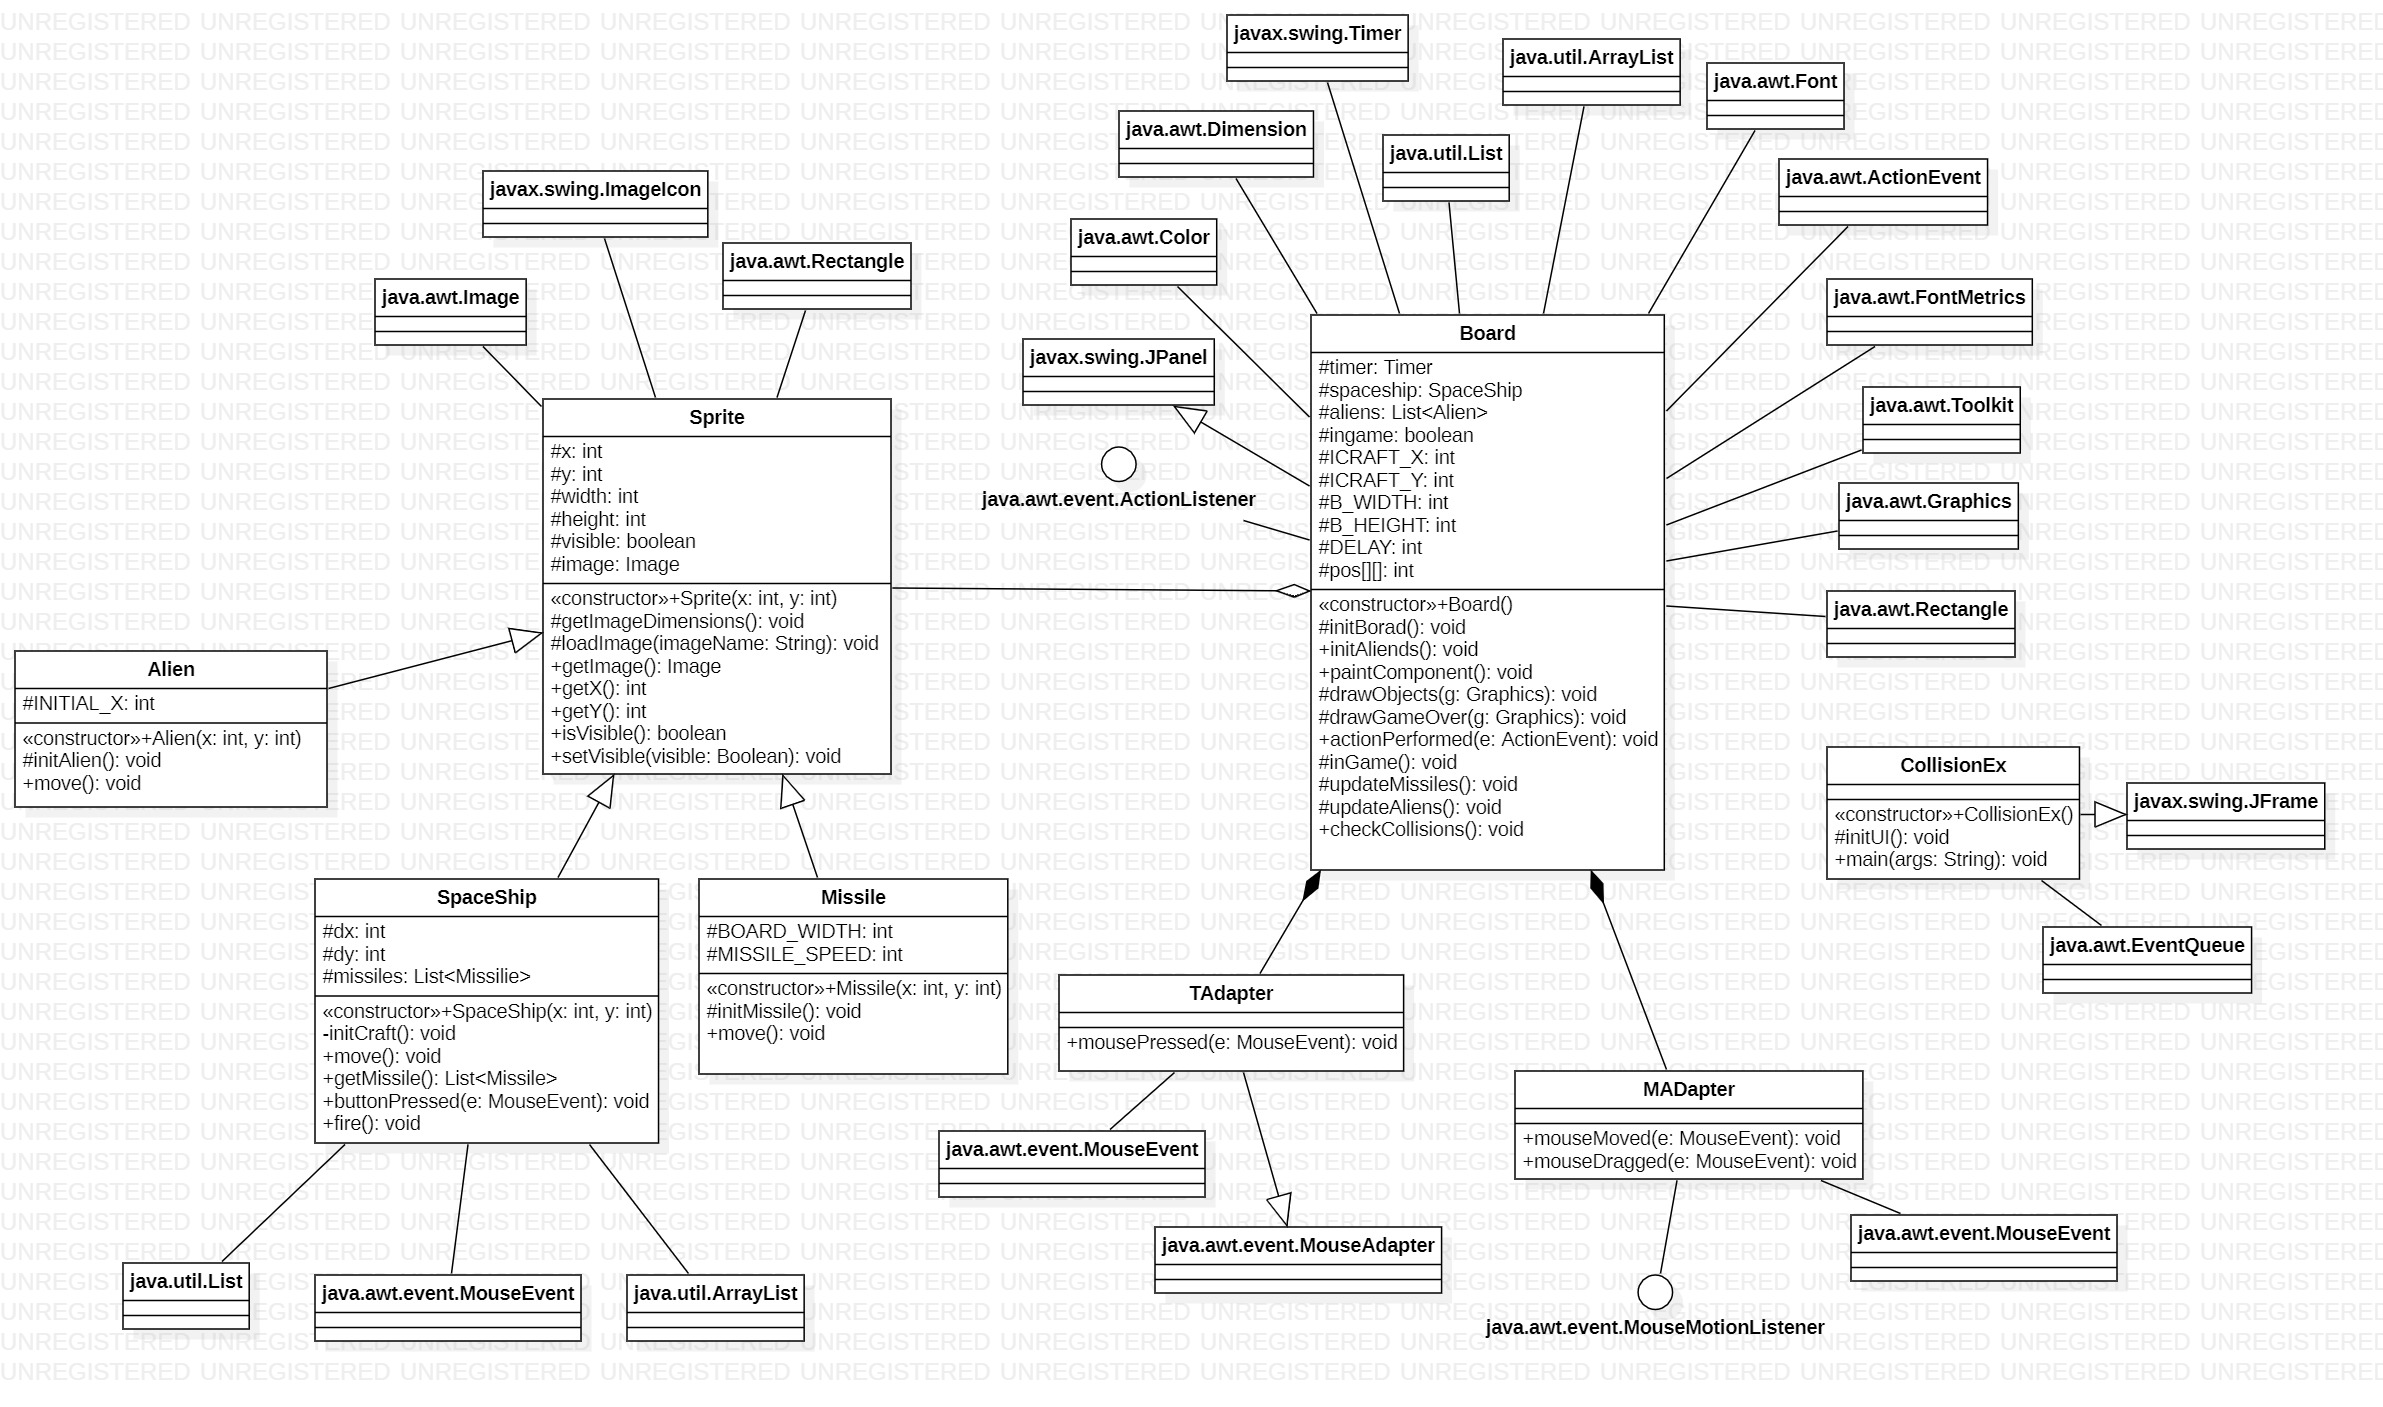 javax.swing.Timer
java.util.ArrayList
java.awt.Font
java.awt.Dimension
java.util.List
java.awt.ActionEvent
javax.swing.ImageIcon
java.awt.Color
java.awt.Rectangle
java.awt.Image
java.awt.FontMetrics
javax.swing.JPanel
java.awt.Toolkit
java.awt.event.ActionListener
java.awt.Graphics
java.awt.Rectangle
Board
#timer: Timer
#spaceship: SpaceShip
#aliens: List<Alien>
#ingame: boolean
#ICRAFT_X: int
#ICRAFT_Y: int
#B_WIDTH: int
#B_HEIGHT: int
#DELAY: int
#pos[][]: int
«constructor»+Board()
#initBorad(): void
+initAliends(): void
+paintComponent(): void
#drawObjects(g: Graphics): void
#drawGameOver(g: Graphics): void
+actionPerformed(e: ActionEvent): void
#inGame(): void
#updateMissiles(): void
#updateAliens(): void
+checkCollisions(): void
Sprite
#x: int
#y: int
#width: int
#height: int
#visible: boolean
#image: Image
«constructor»+Sprite(x: int, y: int)
#getImageDimensions(): void
#loadImage(imageName: String): void
+getImage(): Image
+getX(): int
+getY(): int
+isVisible(): boolean
+setVisible(visible: Boolean): void
Alien
#INITIAL_X: int
«constructor»+Alien(x: int, y: int)
#initAlien(): void
+move(): void
CollisionEx
«constructor»+CollisionEx()
#initUI(): void
+main(args: String): void
javax.swing.JFrame
java.awt.EventQueue
SpaceShip
#dx: int
#dy: int
#missiles: List<Missilie>
«constructor»+SpaceShip(x: int, y: int)
-initCraft(): void
+move(): void
+getMissile(): List<Missile>
+buttonPressed(e: MouseEvent): void
+fire(): void
Missile
#BOARD_WIDTH: int
#MISSILE_SPEED: int
«constructor»+Missile(x: int, y: int)
#initMissile(): void
+move(): void
TAdapter
+mousePressed(e: MouseEvent): void
MADapter
+mouseMoved(e: MouseEvent): void
+mouseDragged(e: MouseEvent): void
java.awt.event.MouseEvent
java.awt.event.MouseAdapter
java.awt.event.MouseEvent
java.util.List
java.awt.event.MouseEvent
java.util.ArrayList
java.awt.event.MouseMotionListener